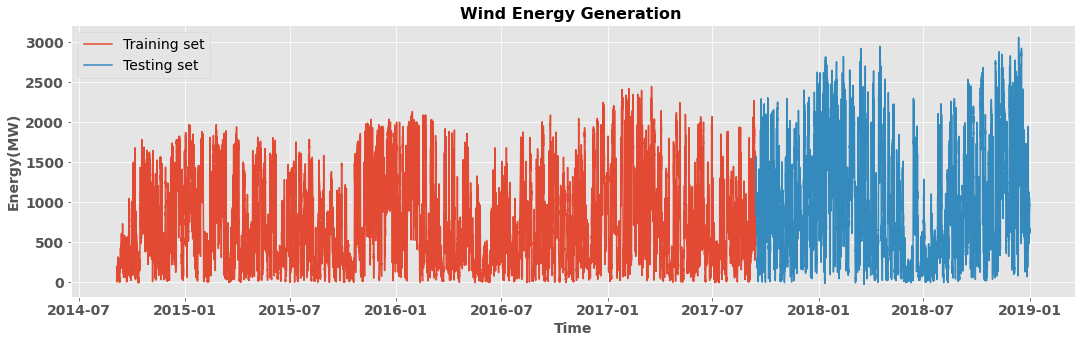 Wind Energy Generation
Training set
Testing set
Energy(MW)
3000
2500
2000
1500
1000
500
0
2014-07 2015-01 2015-07 2016-01 2016-07 2017-01 2017-07 2018-01 2018-07 2019-01
Time